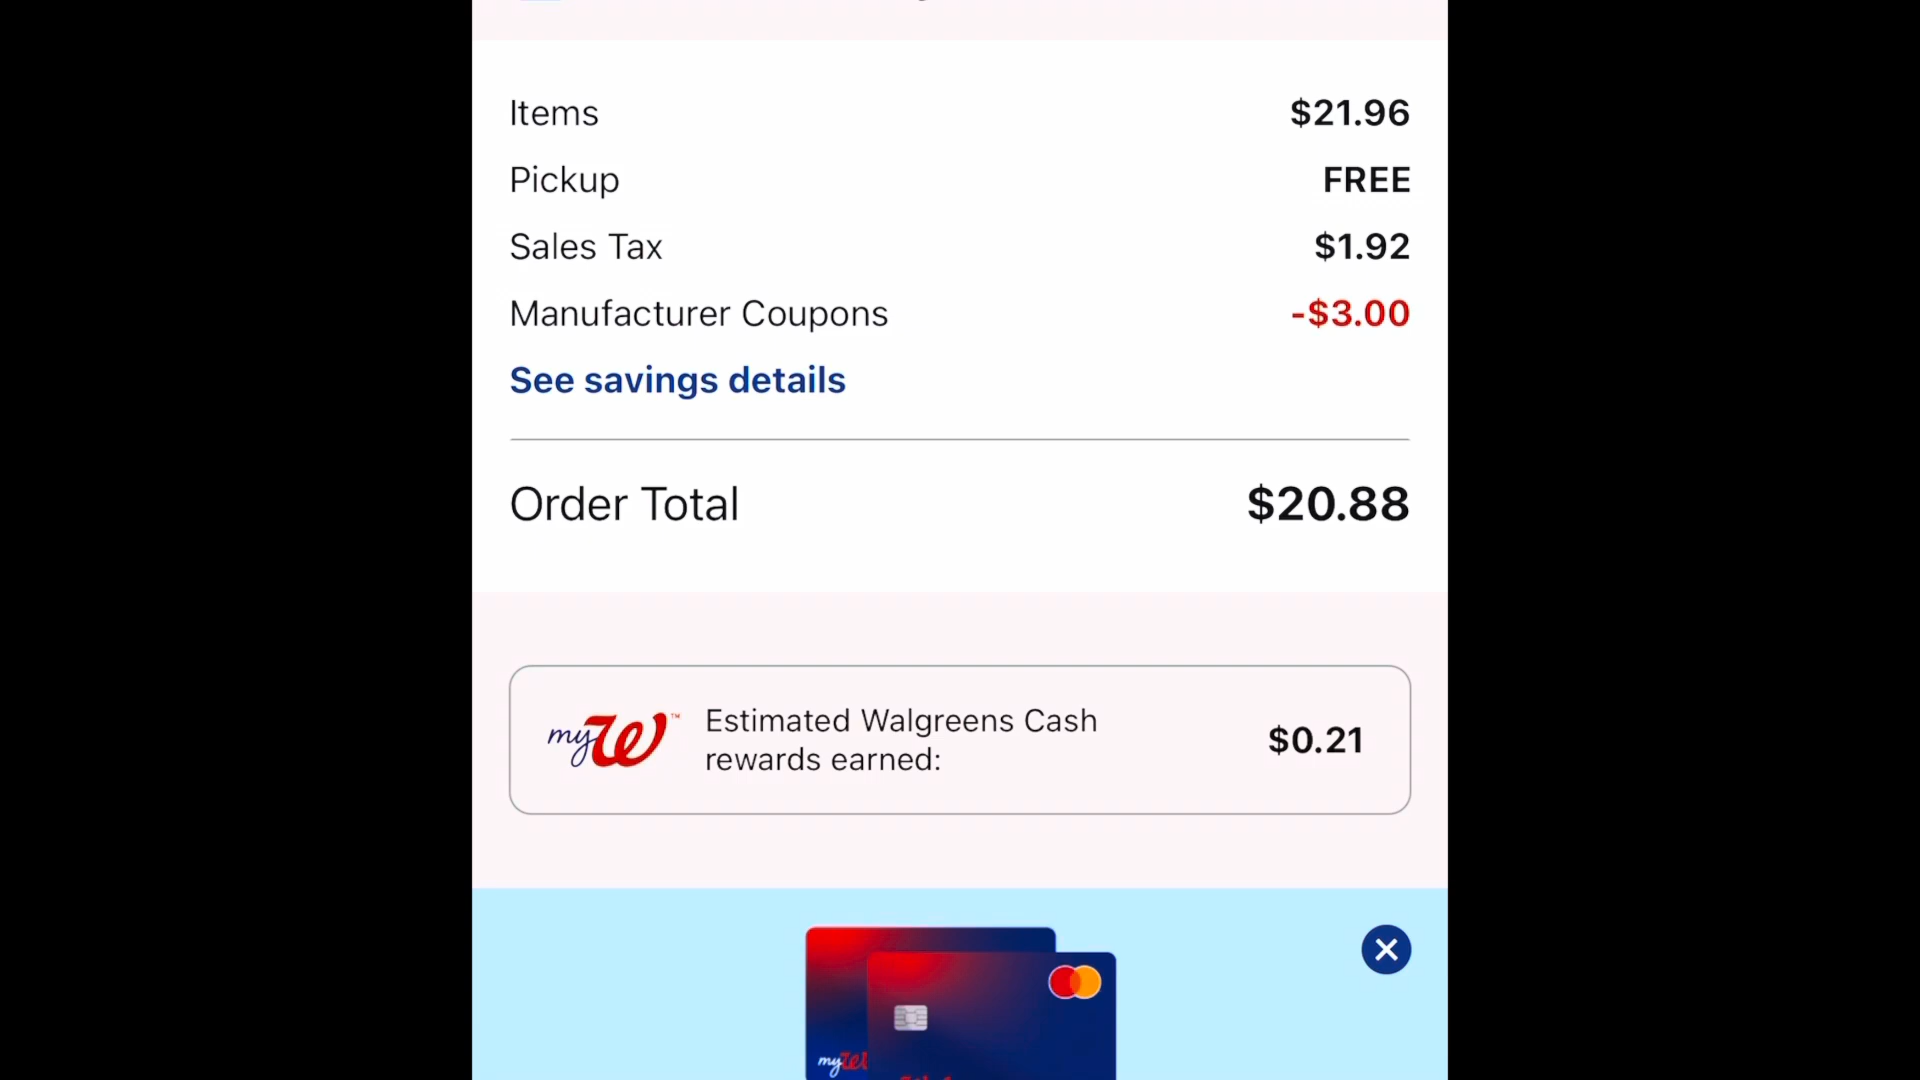 Items $21.96
Pickup FREE
Sales Tax $1.92
Manufacturer Coupons -$3.00
See savings details
Order Total $20.88
myW™ Estimated Walgreens Cash
rewards earned: $0.21